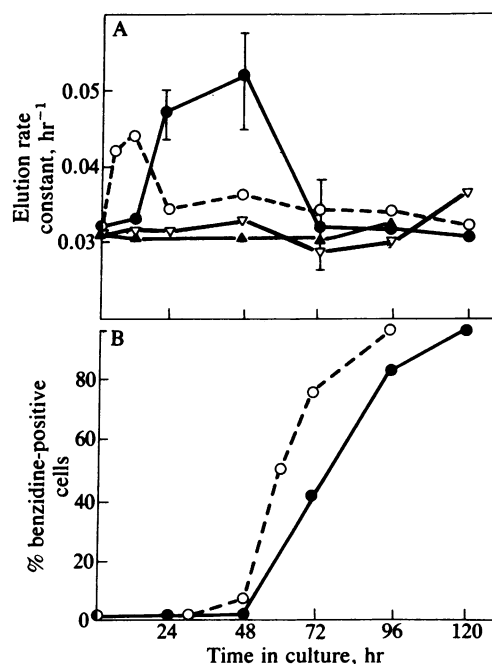 A
Elution rate
constant, hr⁻¹
0.05
0.04
0.03
B
% benzidine-positive
cells
80
60
40
20
0
24 48 72 96 120
Time in culture, hr